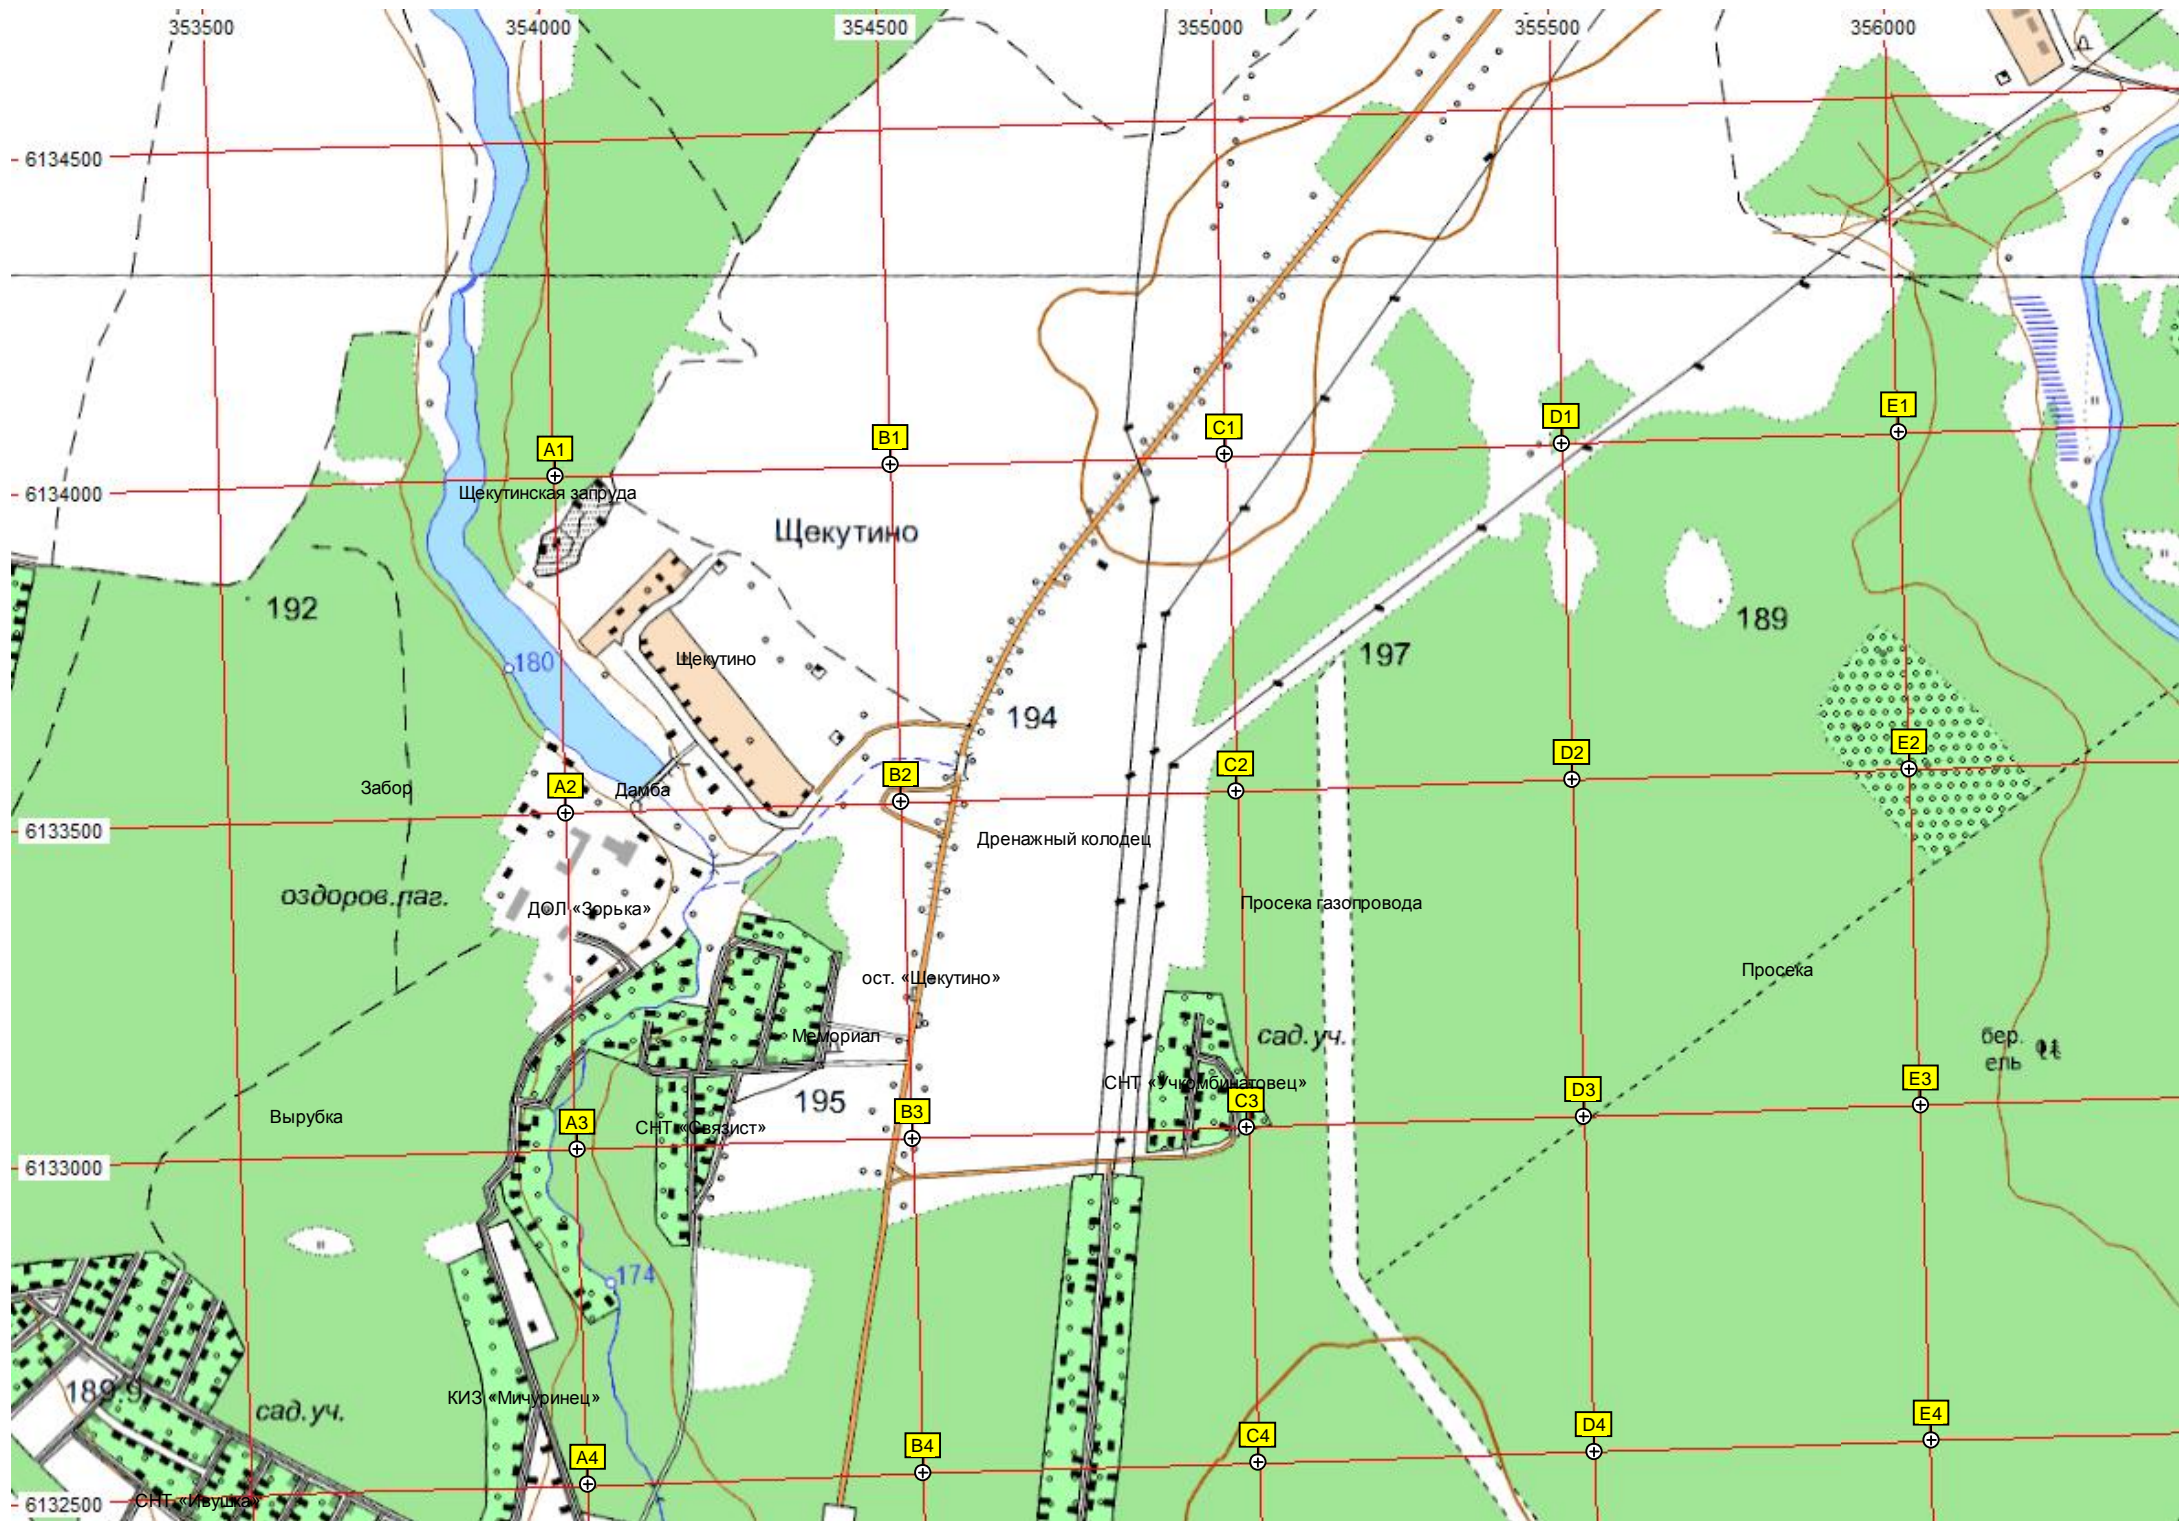 353500 354000 354500 355000 355500 356000
6134500
E1
D1
C1
B1
A1
6134000
Щекутинская запруда
Щекутино
192
189
197
180
Щекутино
194
E2
D2
C2
B2
A2
Забор
Дамба
6133500
Дренажный колодец
оздоров.лаг.
ДОЛ «Зорька»
Просека газопровода
Просека
ост. «Щекутино»
Мемориал
сад.уч.
бер.
ель
СНТ «Учкомбинатовец»
195
E3
D3
C3
B3
A3
Вырубка
СНТ «Связист»
6133000
174
189.9
КИЗ «Мичуринец»
сад.уч.
E4
D4
C4
B4
A4
СНТ «Ивушка»
6132500